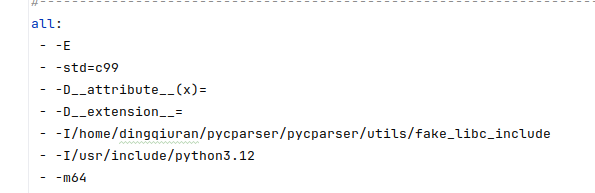 #----------------------------------------------------------------------
all:
- -E
- -std=c99
- -D__attribute__(x)=
- -D__extension__=
- -I/home/dingqiuran/pycparser/pycparser/utils/fake_libc_include
- -I/usr/include/python3.12
- -m64